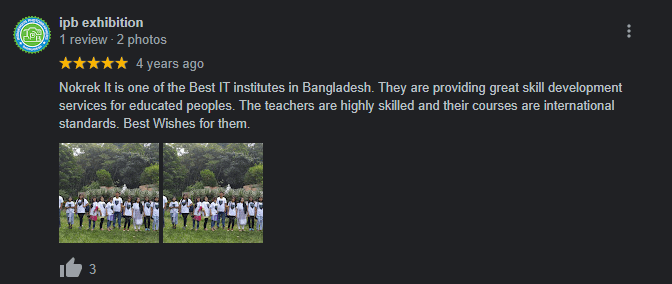 ipb exhibition
1 review · 2 photos
4 years ago
Nokrek It is one of the Best IT institutes in Bangladesh. They are providing great skill development
services for educated peoples. The teachers are highly skilled and their courses are international
standards. Best Wishes for them.
3